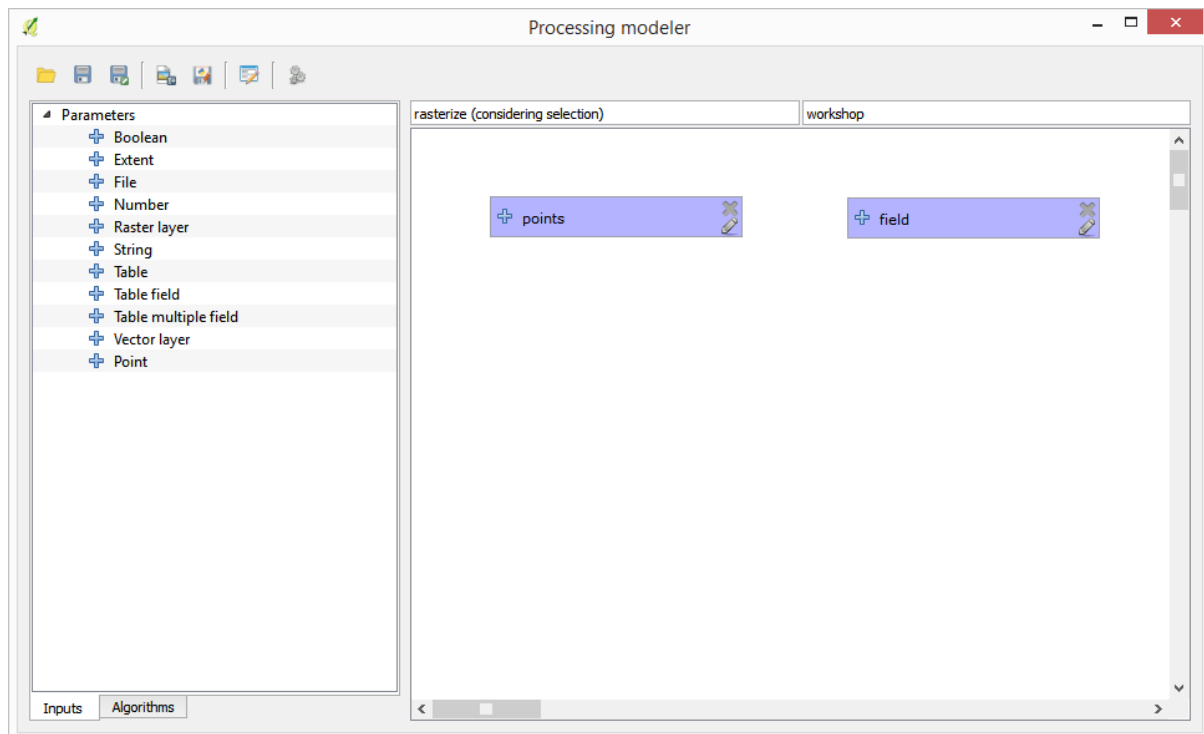 Processing modeler
Parameters
Boolean
Extent
File
Number
Raster layer
String
Table
Table field
Table multiple field
Vector layer
Point
Inputs Algorithms
rasterize (considering selection) workshop
points field